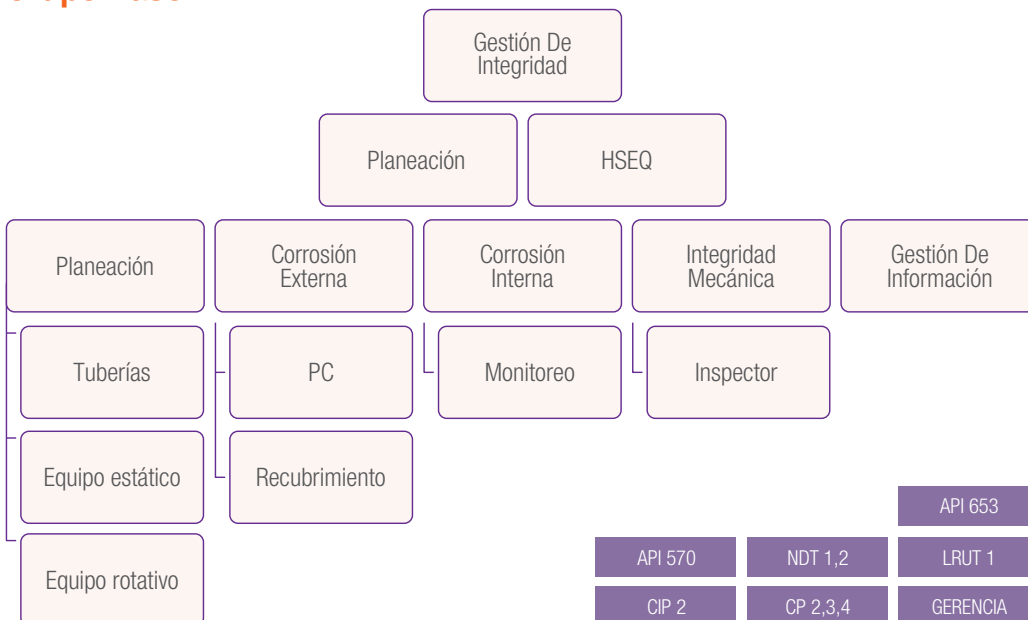 Gestión De
Integridad
Planeación
HSEQ
Planeación
Corrosión
Externa
Corrosión
Interna
Integridad
Mecánica
Gestión De
Información
Tuberías
PC
Monitoreo
Inspector
Equipo estático
Recubrimiento
Equipo rotativo
API 653
API 570
NDT 1,2
LRUT 1
CIP 2
CP 2,3,4
GERENCIA